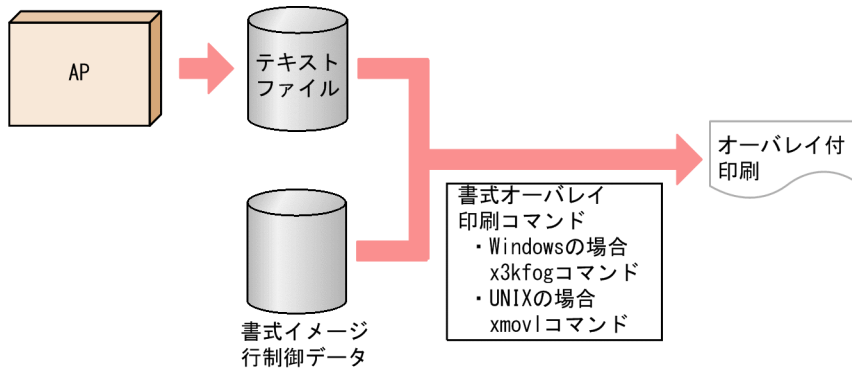 AP
テキスト
ファイル
オーバレイ付
印刷
書式オーバレイ
印刷コマンド
・Windowsの場合
x3kfogコマンド
・UNIXの場合
xmovlコマンド
書式イメージ
行制御データ